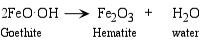 2FeO·OH ⟶ Fe₂O₃ + H₂O
Goethite Hematite water